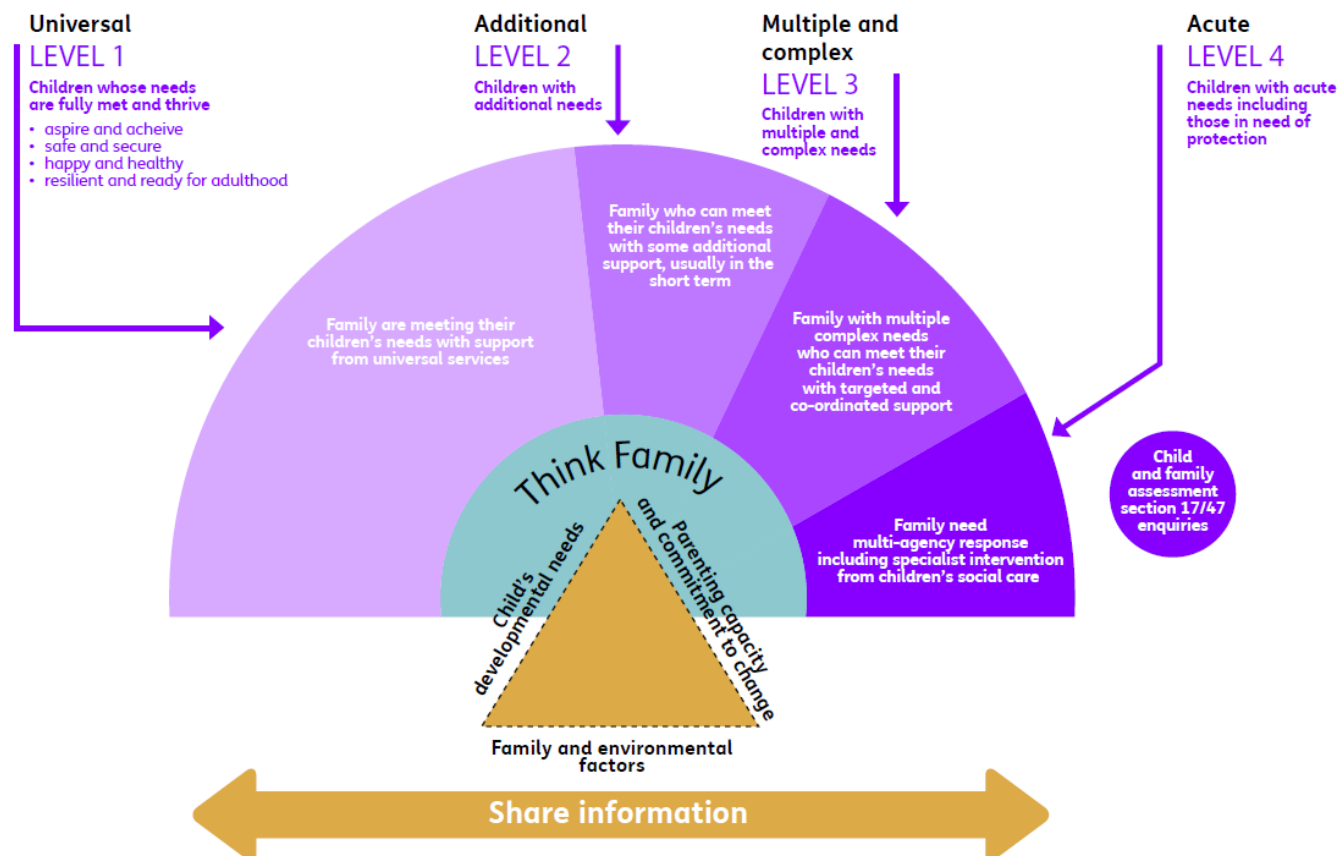 Universal
LEVEL 1
Children whose needs
are fully met and thrive
• aspire and acheive
• safe and secure
• happy and healthy
• resilient and ready for adulthood
Additional
LEVEL 2
Children with
additional needs
Multiple and
complex
LEVEL 3
Children with
multiple and
complex needs
Acute
LEVEL 4
Children with acute
needs including
those in need of
protection
Family are meeting their
children's needs with support
from universal services
Family who can meet
their children's needs
with some additional
support, usually in the
short term
Family with multiple
complex needs
who can meet their
children's needs
with targeted and
co-ordinated support
Family need
multi-agency response
including specialist intervention
from children's social care
Child
and family
assessment
section 17/47
enquiries
Think Family
Child's
developmental needs
Parenting capacity
and commitment to change
Family and environmental
factors
Share information